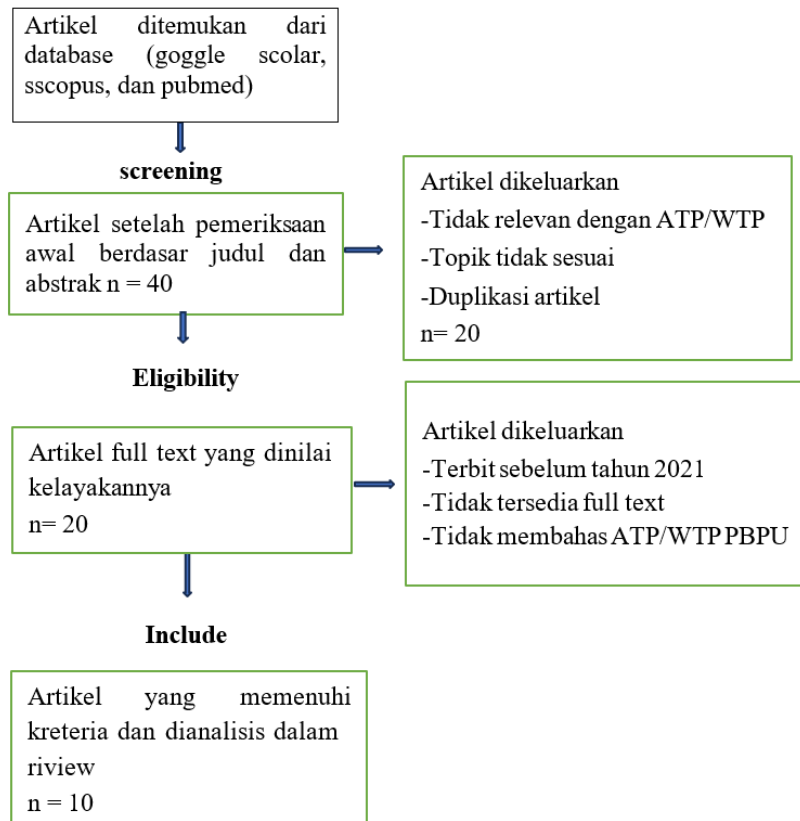 Artikel ditemukan dari
database (goggle scolar,
sscopus, dan pubmed)
screening
Artikel setelah pemeriksaan
awal berdasar judul dan
abstrak n = 40
Artikel dikeluarkan
-Tidak relevan dengan ATP/WTP
-Topik tidak sesuai
-Duplikasi artikel
n= 20
Eligibility
Artikel full text yang dinilai
kelayakannya
n= 20
Artikel dikeluarkan
-Terbit sebelum tahun 2021
-Tidak tersedia full text
-Tidak membahas ATP/WTP PBPU
Include
Artikel yang memenuhi
kreteria dan dianalisis dalam
riview
n = 10